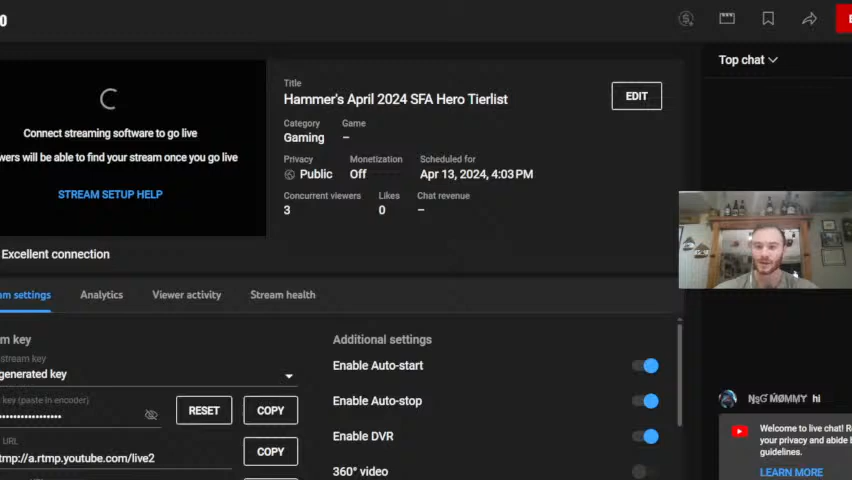 Top chat
Title
Hammer's April 2024 SFA Hero Tierlist
EDIT
Category Game
Gaming –
Privacy Monetization Scheduled for
Public Off Apr 13, 2024, 4:03 PM
Concurrent viewers Likes Chat revenue
3 0 –
Connect streaming software to go live
wers will be able to find your stream once you go live
STREAM SETUP HELP
Excellent connection
am settings Analytics Viewer activity Stream health
m key
stream key
generated key
key (paste in encoder)
••••••••••••••••• RESET COPY
URL
tmp://a.rtmp.youtube.com/live2 COPY
Additional settings
Enable Auto-start
Enable Auto-stop
Enable DVR
360° video
ŇşƓ ḾØMMY hi
Welcome to live chat! R
your privacy and abide b
guidelines.
LEARN MORE